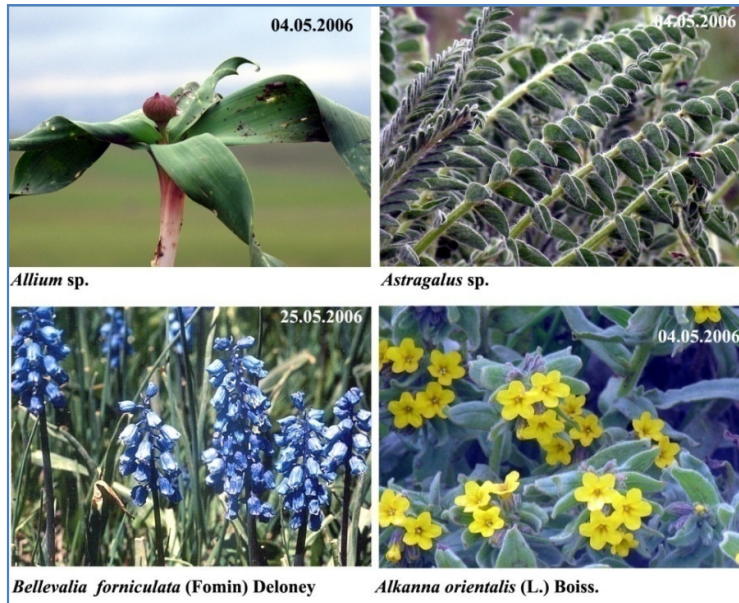 04.05.2006
04.05.2006
Allium sp.
Astragalus sp.
25.05.2006
04.05.2006
Bellevalia forniculata (Fomin) Deloney
Alkanna orientalis (L.) Boiss.